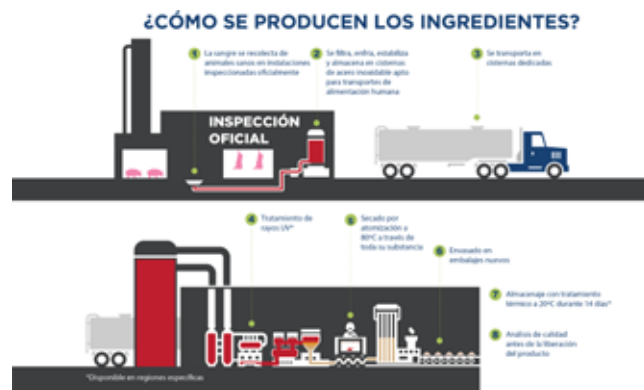 ¿CÓMO SE PRODUCEN LOS INGREDIENTES?
1 La sangre se recolecta de
animales sanos en instalaciones
inspeccionadas oficialmente
2 Se filtra, enfría, estabiliza
y almacena en cisternas
de acero inoxidable apto
para transportes de
alimentación humana
3 Se transporta en
cisternas dedicadas
INSPECCIÓN
OFICIAL
4 Tratamiento de
rayos UV*
5 Secado por
atomización a
80ºC a través de
toda su substancia
6 Envasado en
embalajes nuevos
7 Almacenaje con tratamiento
térmico a 20ºC durante 14 días*
8 Análisis de calidad
antes de la liberación
del producto
*Disponible en regiones específicas